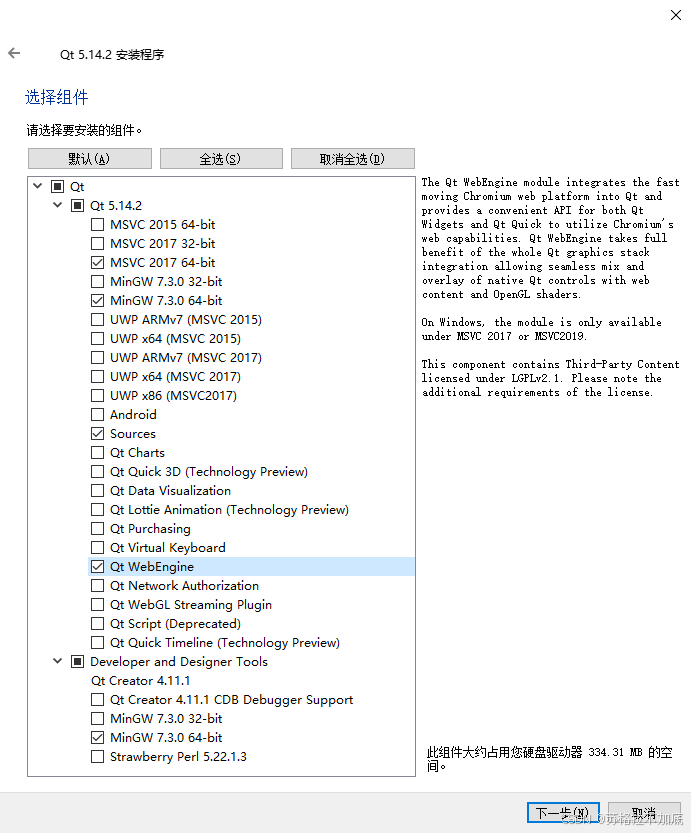 Qt 5.14.2 安装程序
选择组件
请选择要安装的组件。
默认(A)
全选(S)
取消全选(D)
Qt
Qt 5.14.2
MSVC 2015 64-bit
MSVC 2017 32-bit
MSVC 2017 64-bit
MinGW 7.3.0 32-bit
MinGW 7.3.0 64-bit
UWP ARMv7 (MSVC 2015)
UWP x64 (MSVC 2015)
UWP ARMv7 (MSVC 2017)
UWP x64 (MSVC 2017)
UWP x86 (MSVC2017)
Android
Sources
Qt Charts
Qt Quick 3D (Technology Preview)
Qt Data Visualization
Qt Lottie Animation (Technology Preview)
Qt Purchasing
Qt Virtual Keyboard
Qt WebEngine
Qt Network Authorization
Qt WebGL Streaming Plugin
Qt Script (Deprecated)
Qt Quick Timeline (Technology Preview)
Developer and Designer Tools
Qt Creator 4.11.1
Qt Creator 4.11.1 CDB Debugger Support
MinGW 7.3.0 32-bit
MinGW 7.3.0 64-bit
Strawberry Perl 5.22.1.3
The Qt WebEngine module integrates the fast
moving Chromium web platform into Qt and
provides a convenient API for both Qt
Widgets and Qt Quick to utilize Chromium's
web capabilities. Qt WebEngine takes full
benefit of the whole Qt graphics stack
integration allowing seamless mix and
overlay of native Qt controls with web
content and OpenGL shaders.
On Windows, the module is only available
under MSVC 2017 or MSVC2019.
This component contains Third-Party Content
licensed under LGPLv2.1. Please note the
additional requirements of the license.
此组件大约占用您硬盘驱动器 334.31 MB 的空
间。
下一步(N)
取消
CSDN @苏格拉不加底